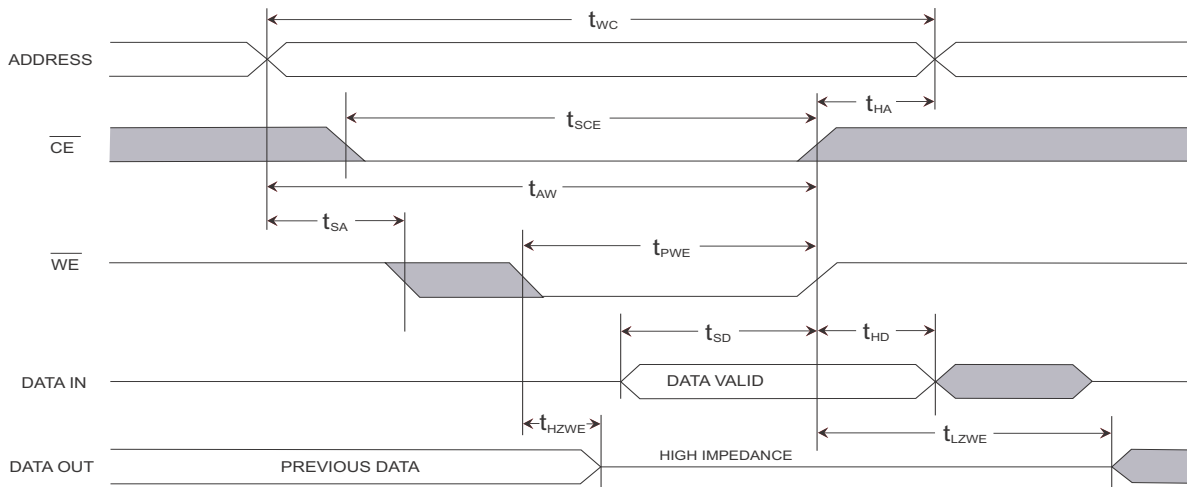 tWC
ADDRESS
tHA
tSCE
CE
tAW
tSA
tPWE
WE
tSD
tHD
DATA IN
DATA VALID
tHZWE
tLZWE
DATA OUT
PREVIOUS DATA
HIGH IMPEDANCE